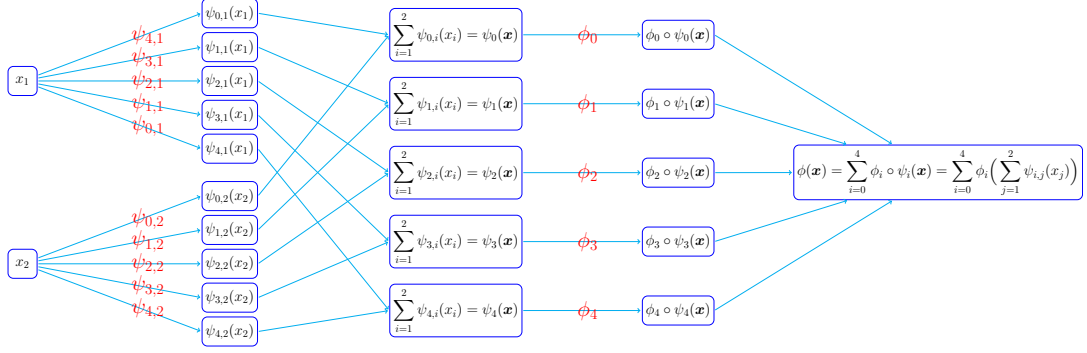 x_1
ψ_{4,1}
ψ_{3,1}
ψ_{2,1}
ψ_{1,1}
ψ_{0,1}
ψ_{0,1}(x_1)
ψ_{1,1}(x_1)
ψ_{2,1}(x_1)
ψ_{3,1}(x_1)
ψ_{4,1}(x_1)
x_2
ψ_{0,2}
ψ_{1,2}
ψ_{2,2}
ψ_{3,2}
ψ_{4,2}
ψ_{0,2}(x_2)
ψ_{1,2}(x_2)
ψ_{2,2}(x_2)
ψ_{3,2}(x_2)
ψ_{4,2}(x_2)
∑_{i=1}^{2} ψ_{0,i}(x_i) = ψ_0(𝒙)
∑_{i=1}^{2} ψ_{1,i}(x_i) = ψ_1(𝒙)
∑_{i=1}^{2} ψ_{2,i}(x_i) = ψ_2(𝒙)
∑_{i=1}^{2} ψ_{3,i}(x_i) = ψ_3(𝒙)
∑_{i=1}^{2} ψ_{4,i}(x_i) = ψ_4(𝒙)
ϕ_0
ϕ_1
ϕ_2
ϕ_3
ϕ_4
ϕ_0 ∘ ψ_0(𝒙)
ϕ_1 ∘ ψ_1(𝒙)
ϕ_2 ∘ ψ_2(𝒙)
ϕ_3 ∘ ψ_3(𝒙)
ϕ_4 ∘ ψ_4(𝒙)
ϕ(𝒙) = ∑_{i=0}^{4} ϕ_i ∘ ψ_i(𝒙) = ∑_{i=0}^{4} ϕ_i(∑_{j=1}^{2} ψ_{i,j}(x_j))